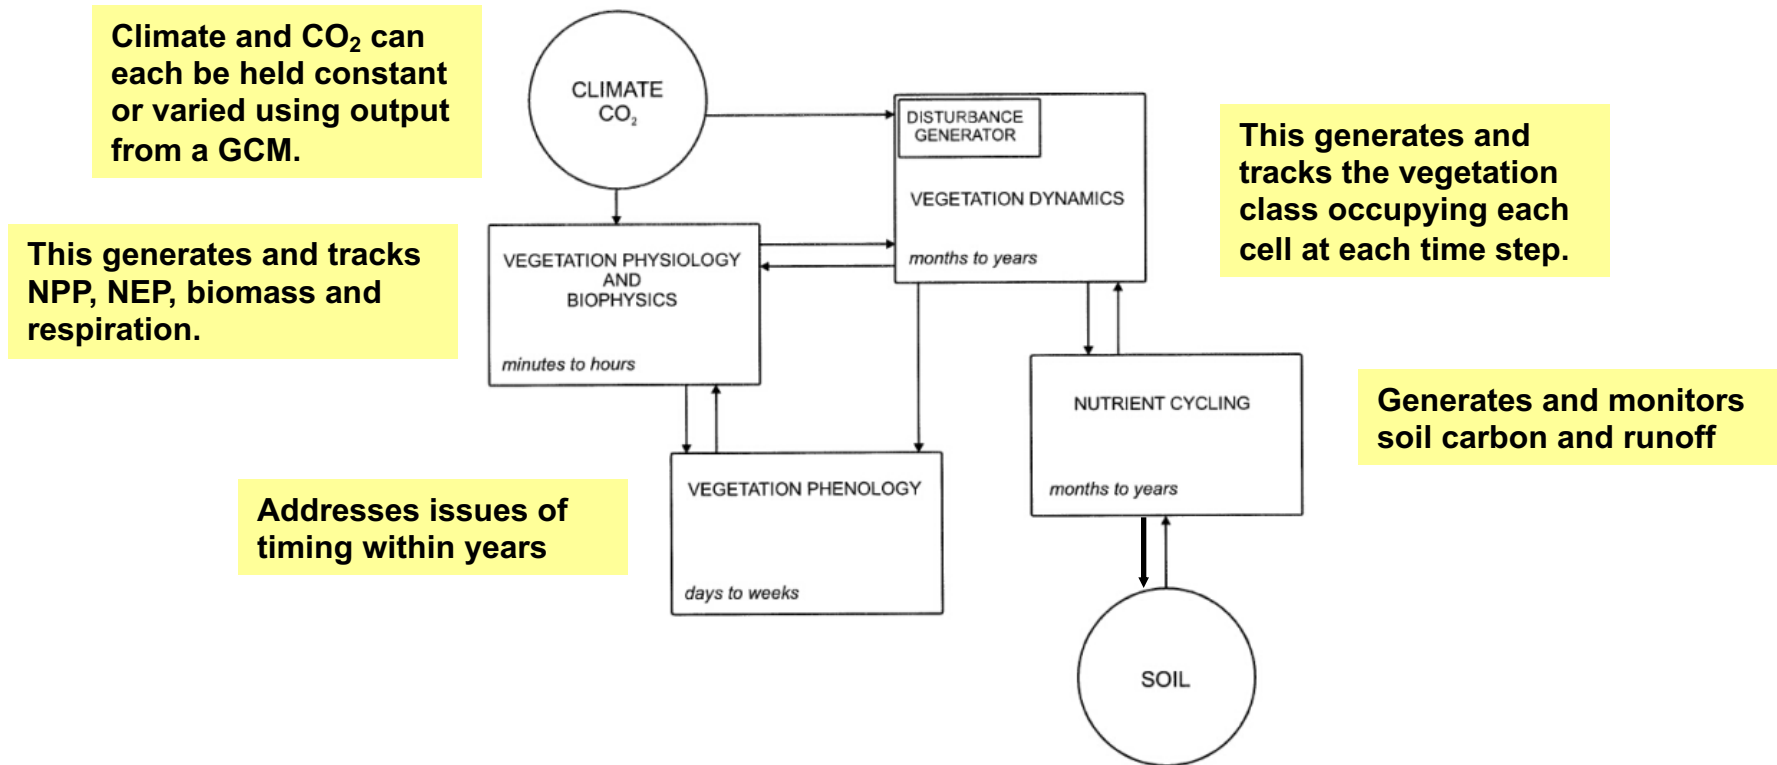 Climate and CO₂ can
each be held constant
or varied using output
from a GCM.
CLIMATE
CO₂
DISTURBANCE
GENERATOR
VEGETATION DYNAMICS
months to years
This generates and
tracks the vegetation
class occupying each
cell at each time step.
This generates and tracks
NPP, NEP, biomass and
respiration.
VEGETATION PHYSIOLOGY
AND
BIOPHYSICS
minutes to hours
NUTRIENT CYCLING
months to years
Generates and monitors
soil carbon and runoff
Addresses issues of
timing within years
VEGETATION PHENOLOGY
days to weeks
SOIL